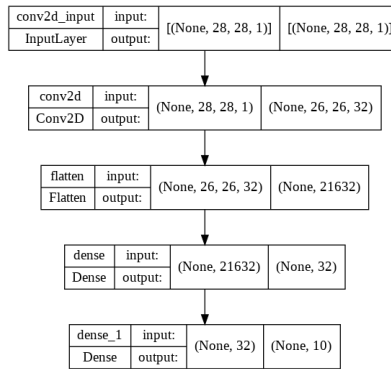 conv2d_input input: [(None, 28, 28, 1)] [(None, 28, 28, 1)]
InputLayer output:
conv2d input: (None, 28, 28, 1) (None, 26, 26, 32)
Conv2D output:
flatten input: (None, 26, 26, 32) (None, 21632)
Flatten output:
dense input: (None, 21632) (None, 32)
Dense output:
dense_1 input: (None, 32) (None, 10)
Dense output: